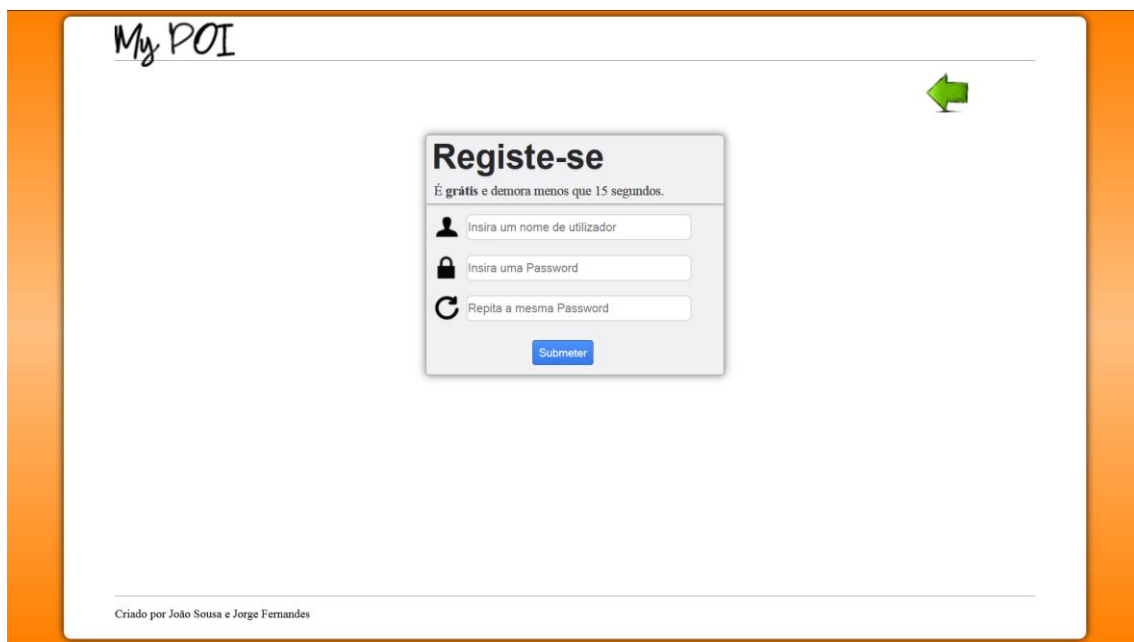 My POI
Registe-se
É grátis e demora menos que 15 segundos.
Insira um nome de utilizador
Insira uma Password
Repita a mesma Password
Submeter
Criado por João Sousa e Jorge Fernandes